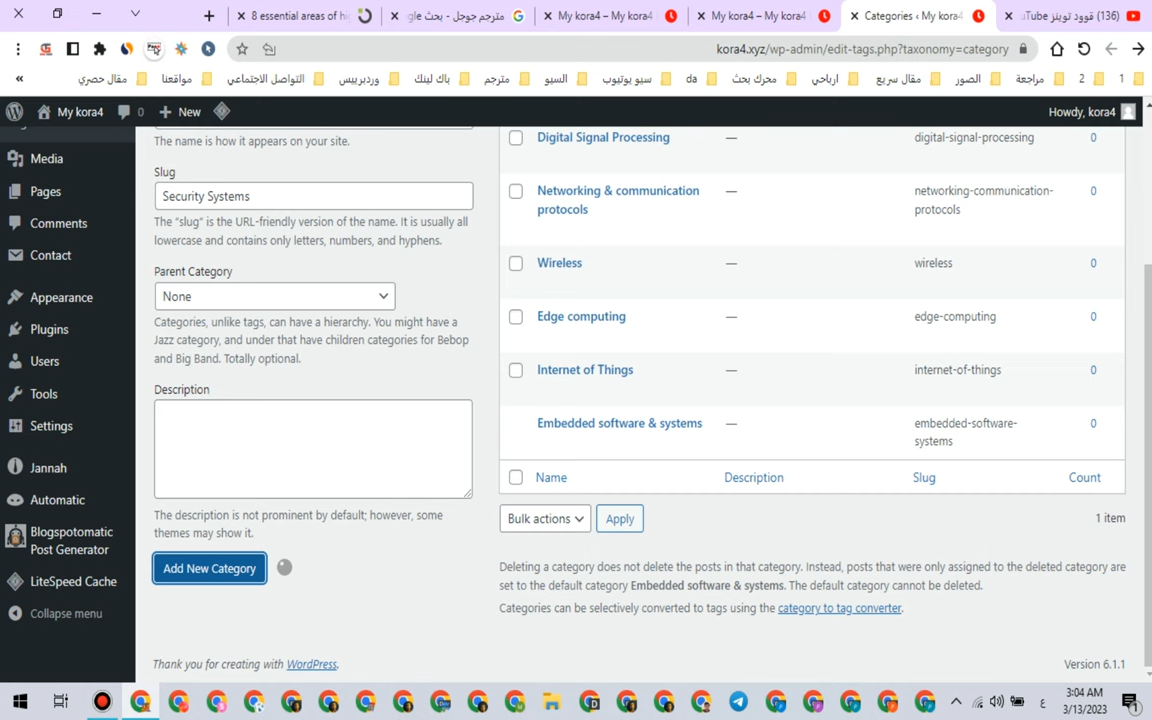 8 essential areas of hi
مترجم جوجل - بحث gle
My kora4 – My kora4
My kora4 – My kora4
Categories ‹ My kora4
(136) قوود توينز uTube
kora4.xyz/wp-admin/edit-tags.php?taxonomy=category
«
مقال حصري
مواقعنا
التواصل الاجتماعي
وردبريس
باك لينك
مترجم
سيو يوتيوب
السيو
da
محرك بحث
ارباحي
مقال سريع
الصور
مراجعة
2
1
My kora4
0
New
Howdy, kora4
Media
Pages
Comments
Contact
Appearance
Plugins
Users
Tools
Settings
Jannah
Automatic
Blogspotomatic
Post Generator
LiteSpeed Cache
Collapse menu
The name is how it appears on your site.
Slug
Security Systems
The “slug” is the URL-friendly version of the name. It is usually all
lowercase and contains only letters, numbers, and hyphens.
Parent Category
None
Categories, unlike tags, can have a hierarchy. You might have a
Jazz category, and under that have children categories for Bebop
and Big Band. Totally optional.
Description
The description is not prominent by default; however, some
themes may show it.
Add New Category
Digital Signal Processing — digital-signal-processing 0
Networking & communication — networking-communication- 0
protocols protocols
Wireless — wireless 0
Edge computing — edge-computing 0
Internet of Things — internet-of-things 0
Embedded software & systems — embedded-software- 0
systems
Name Description Slug Count
Bulk actions Apply 1 item
Deleting a category does not delete the posts in that category. Instead, posts that were only assigned to the deleted category are
set to the default category Embedded software & systems. The default category cannot be deleted.
Categories can be selectively converted to tags using the category to tag converter.
Thank you for creating with WordPress.
Version 6.1.1
3:04 AM
3/13/2023
ع
1